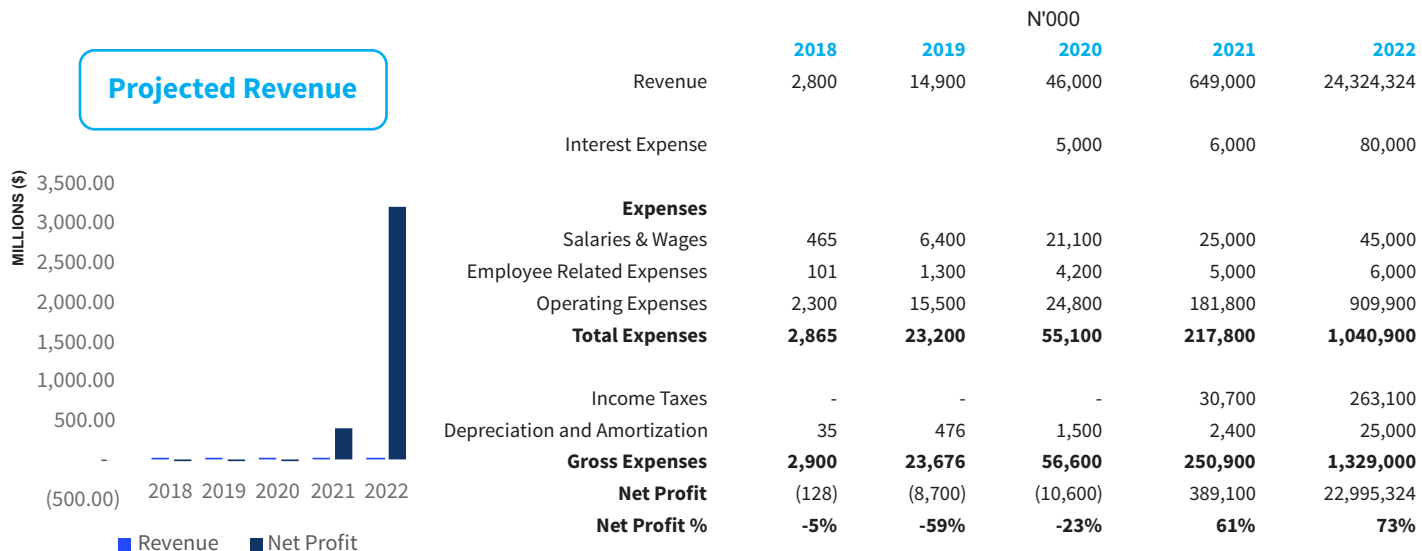 Projected Revenue
MILLIONS ($)
3,500.00
3,000.00
2,500.00
2,000.00
1,500.00
1,000.00
500.00
-
(500.00)
2018 2019 2020 2021 2022
Revenue Net Profit
N'000
2018 2019 2020 2021 2022
Revenue 2,800 14,900 46,000 649,000 24,324,324
Interest Expense 5,000 6,000 80,000
Expenses
Salaries & Wages 465 6,400 21,100 25,000 45,000
Employee Related Expenses 101 1,300 4,200 5,000 6,000
Operating Expenses 2,300 15,500 24,800 181,800 909,900
Total Expenses 2,865 23,200 55,100 217,800 1,040,900
Income Taxes - - - 30,700 263,100
Depreciation and Amortization 35 476 1,500 2,400 25,000
Gross Expenses 2,900 23,676 56,600 250,900 1,329,000
Net Profit (128) (8,700) (10,600) 389,100 22,995,324
Net Profit % -5% -59% -23% 61% 73%